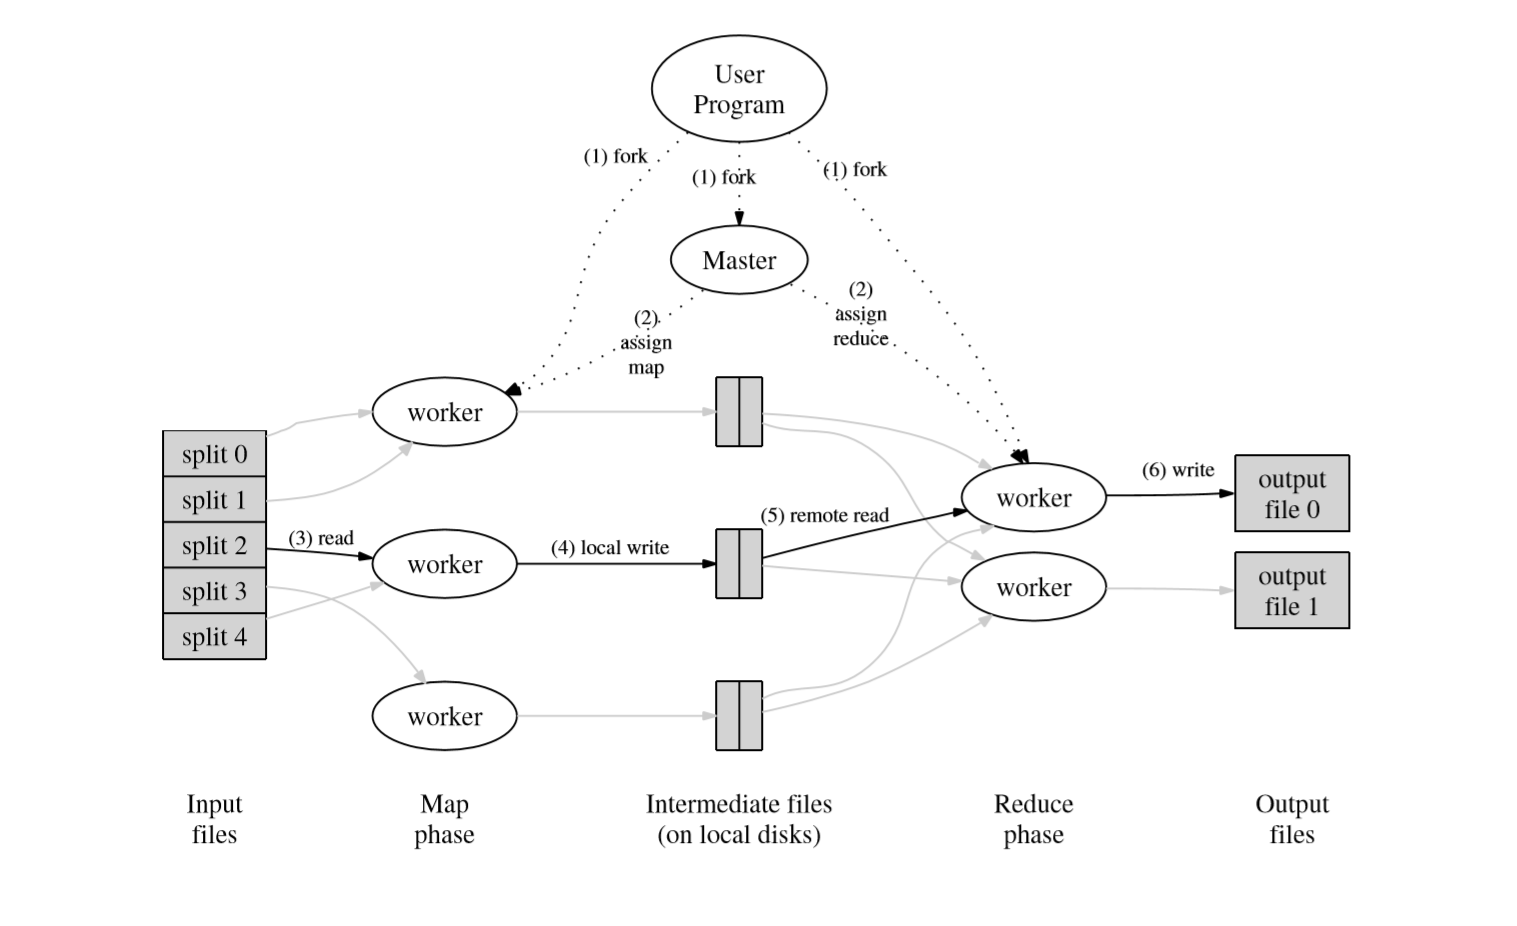 User
Program
(1) fork
(1) fork
(1) fork
Master
(2)
assign
map
(2)
assign
reduce
split 0
split 1
split 2
split 3
split 4
worker
worker
worker
(3) read
(4) local write
(5) remote read
worker
worker
(6) write
output
file 0
output
file 1
Input
files
Map
phase
Intermediate files
(on local disks)
Reduce
phase
Output
files